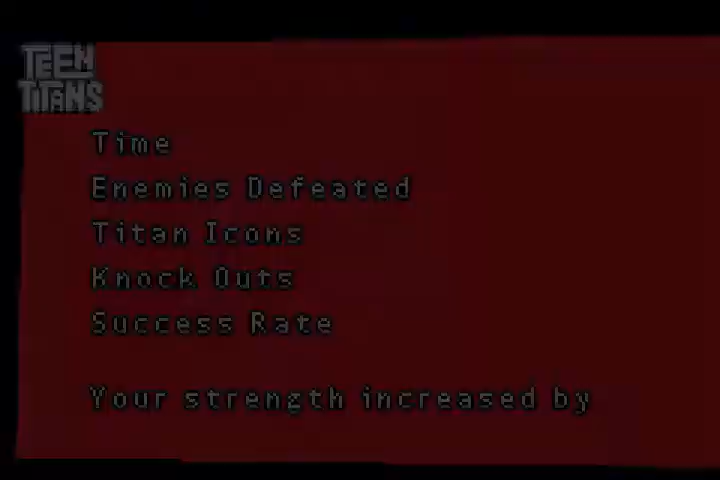 TEEN
TITANS
Time
Enemies Defeated
Titan Icons
Knock Outs
Success Rate
Your strength increased by